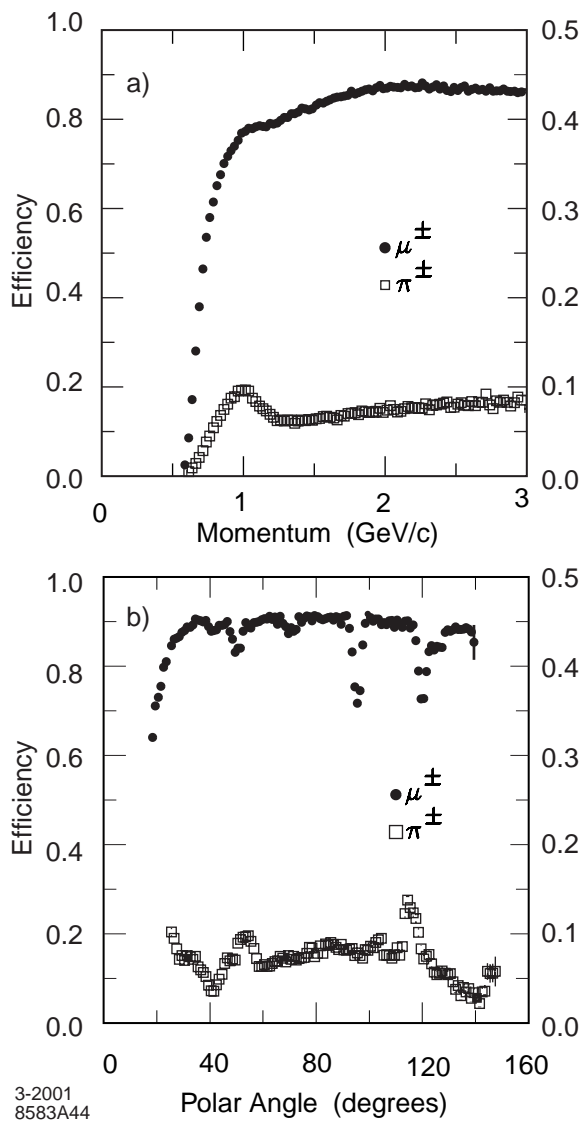 1.0 0.5
a)
0.8 0.4
0.6 0.3
μ±
π±
0.4 0.2
0.2 0.1
0.0 0.0
0 1 2 3
Efficiency
Momentum (GeV/c)
1.0 0.5
b)
0.8 0.4
0.6 0.3
μ±
π±
0.4 0.2
0.2 0.1
0.0 0.0
0 40 80 120 160
Efficiency
Polar Angle (degrees)
3-2001
8583A44